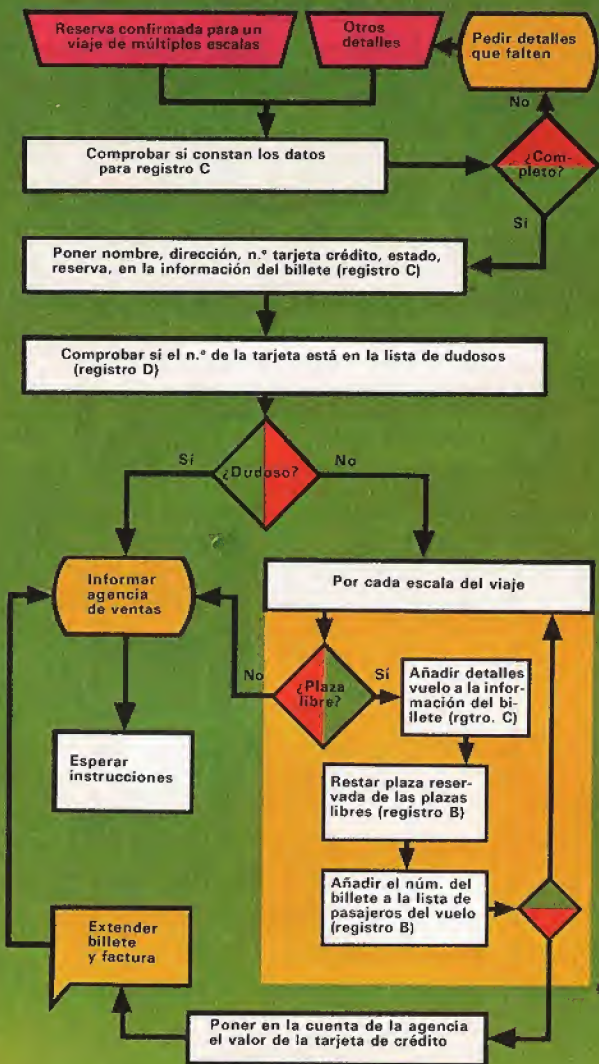 Reserva confirmada para un
viaje de múltiples escalas
Otros
detalles
Pedir detalles
que falten
No
Comprobar si constan los datos
para registro C
¿Com-
pleto?
Sí
Poner nombre, dirección, n.º tarjeta crédito, estado,
reserva, en la información del billete (registro C)
Comprobar si el n.º de la tarjeta está en la lista de dudosos
(registro D)
Sí
¿Dudoso?
No
Informar
agencia
de ventas
Por cada escala del viaje
No
¿Plaza
libre?
Sí
Añadir detalles
vuelo a la infor-
mación del bi-
llete (rgtro. C)
Esperar
instrucciones
Restar plaza reser-
vada de las plazas
libres (registro B)
Añadir el núm. del
billete a la lista de
pasajeros del vuelo
(registro B)
Extender
billete
y factura
Poner en la cuenta de la agencia
el valor de la tarjeta de crédito